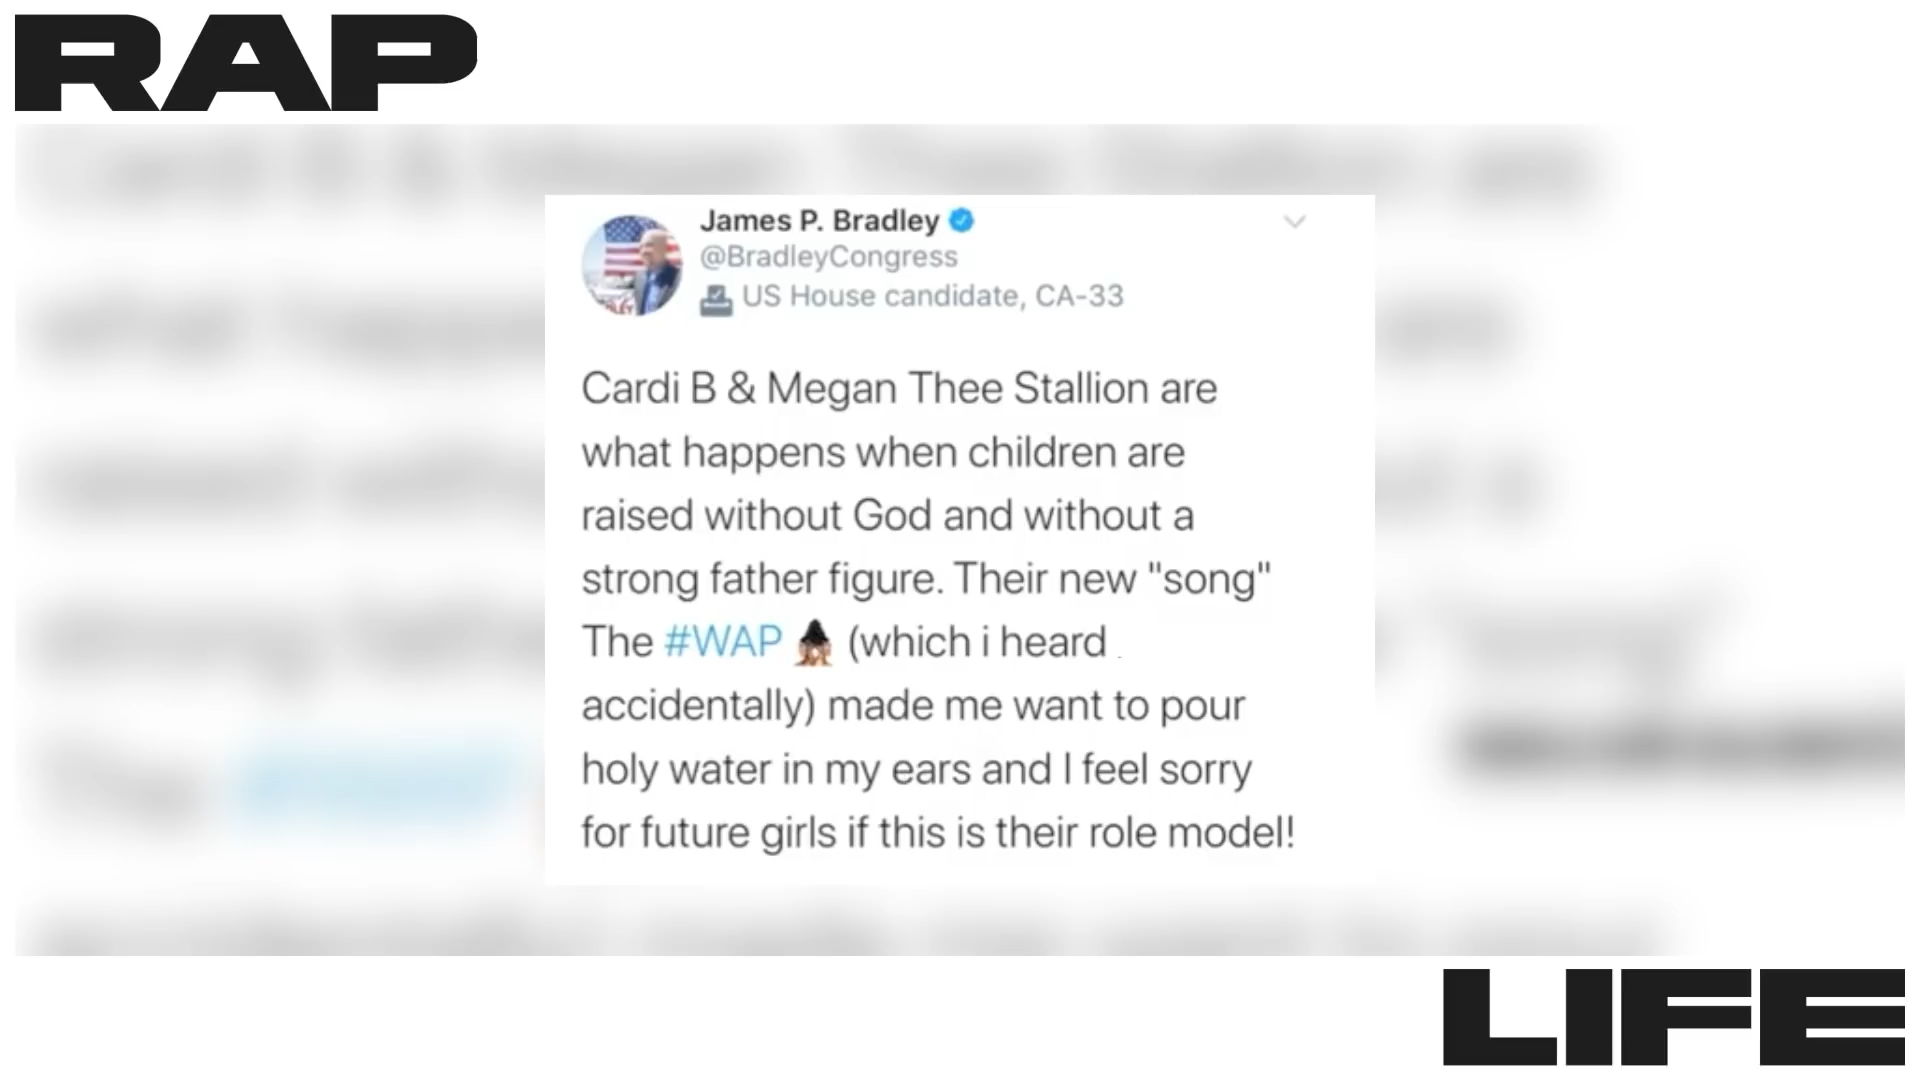 RAP
James P. Bradley
@BradleyCongress
US House candidate, CA-33
Cardi B & Megan Thee Stallion are
what happens when children are
raised without God and without a
strong father figure. Their new "song"
The #WAP (which i heard
accidentally) made me want to pour
holy water in my ears and I feel sorry
for future girls if this is their role model!
LIFE